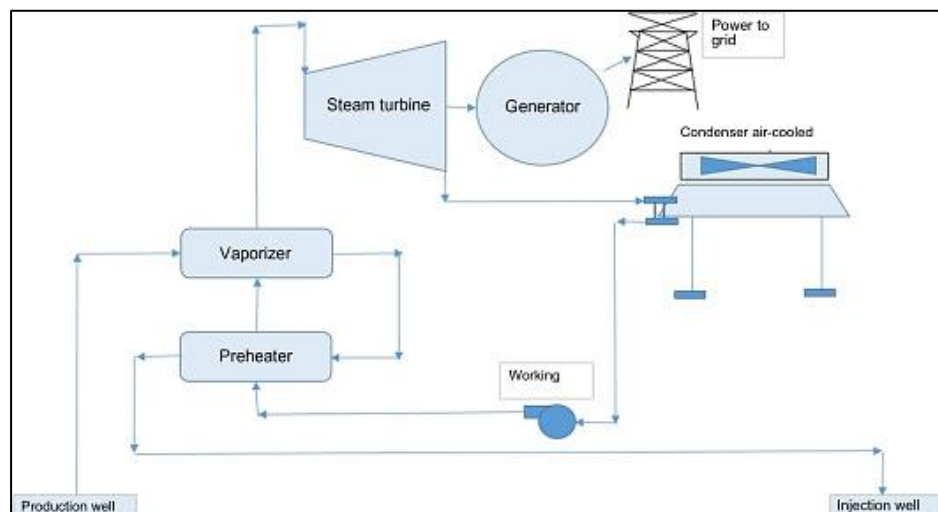 Power to
grid
Steam turbine
Generator
Condenser air-cooled
Vaporizer
Preheater
Working
Production well
Injection well